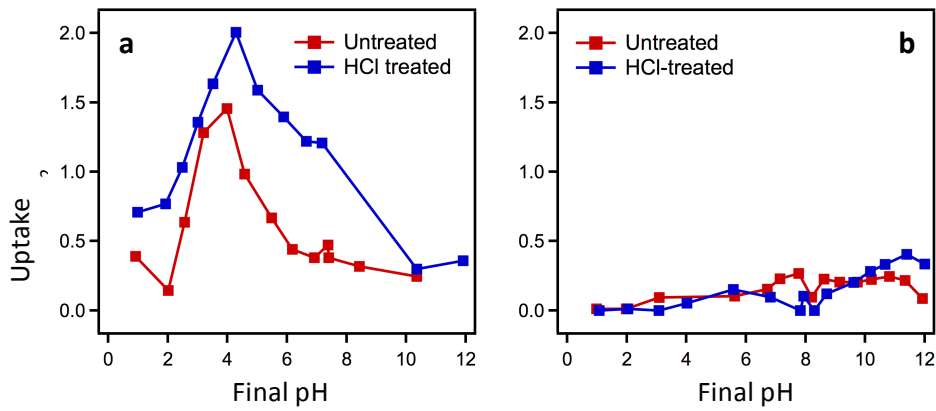 a
Untreated
HCl treated
2.0
1.5
1.0
0.5
0.0
Uptake
0 2 4 6 8 10 12
Final pH
b
Untreated
HCl-treated
2.0
1.5
1.0
0.5
0.0
0 2 4 6 8 10 12
Final pH